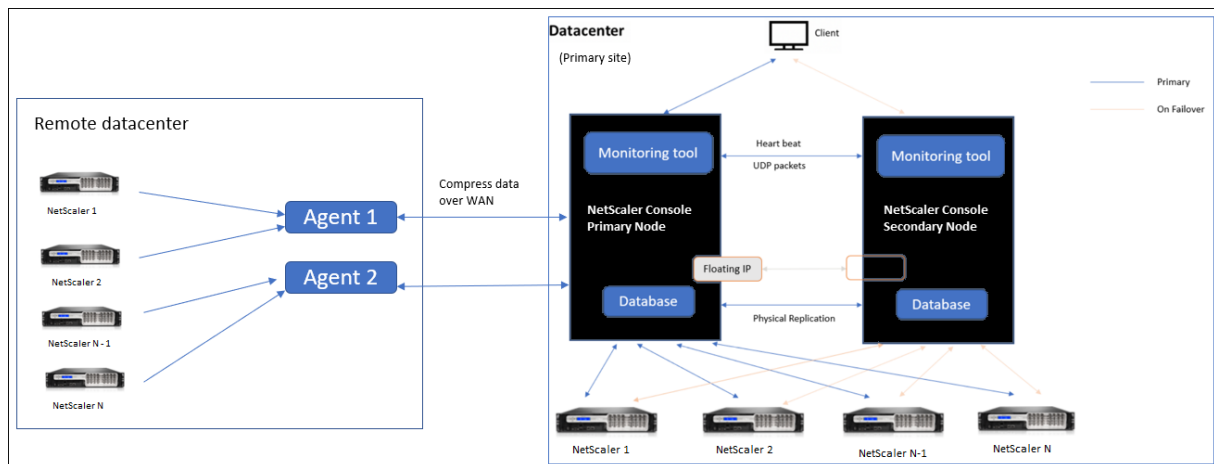 Remote datacenter
NetScaler 1
NetScaler 2
NetScaler N - 1
NetScaler N
Agent 1
Agent 2
Compress data
over WAN
Datacenter
(Primary site)
Client
Primary
On Failover
Monitoring tool
NetScaler Console
Primary Node
Floating IP
Database
Heart beat
UDP packets
Physical Replication
Monitoring tool
NetScaler Console
Secondary Node
Database
NetScaler 1
NetScaler 2
NetScaler N-1
NetScaler N